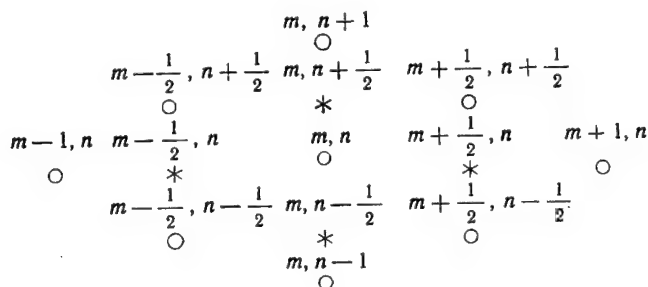 m, n + 1
○
m − 1/2, n + 1/2 m, n + 1/2 m + 1/2, n + 1/2
○ * ○
m − 1, n m − 1/2, n m, n m + 1/2, n m + 1, n
○ * ○ * ○
m − 1/2, n − 1/2 m, n − 1/2 m + 1/2, n − 1/2
○ * ○
m, n − 1
○